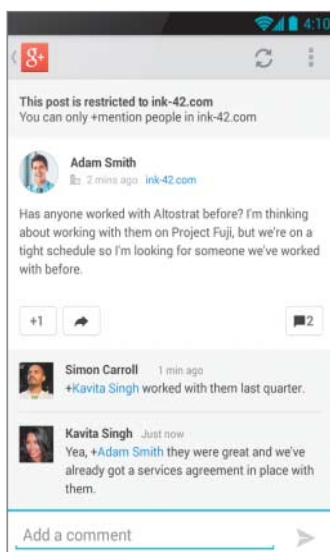 4:10
g+
This post is restricted to ink-42.com
You can only +mention people in ink-42.com
Adam Smith
2 mins ago ink-42.com
Has anyone worked with Altostrat before? I'm thinking
about working with them on Project Fuji, but we're on a
tight schedule so I'm looking for someone we've worked
with before.
+1
2
Simon Carroll 1 min ago
+Kavita Singh worked with them last quarter.
Kavita Singh Just now
Yea, +Adam Smith they were great and we've
already got a services agreement in place with
them.
Add a comment